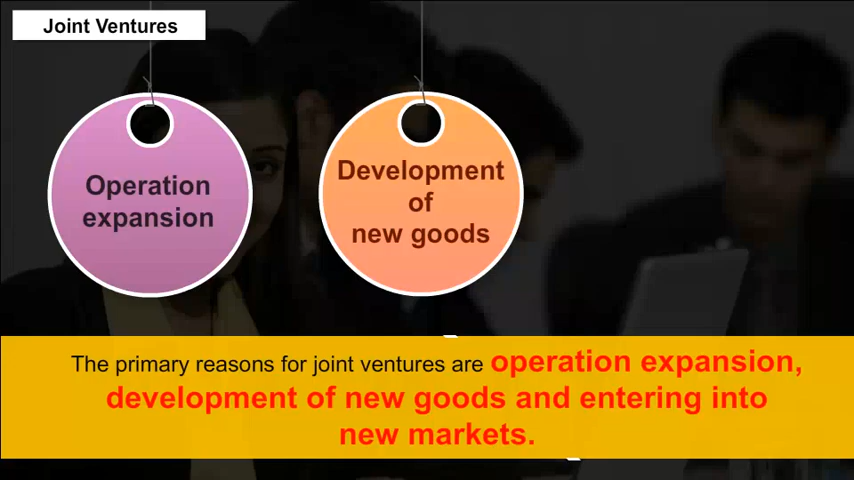 Joint Ventures
Operation
expansion
Development
of
new goods
The primary reasons for joint ventures are operation expansion,
development of new goods and entering into
new markets.